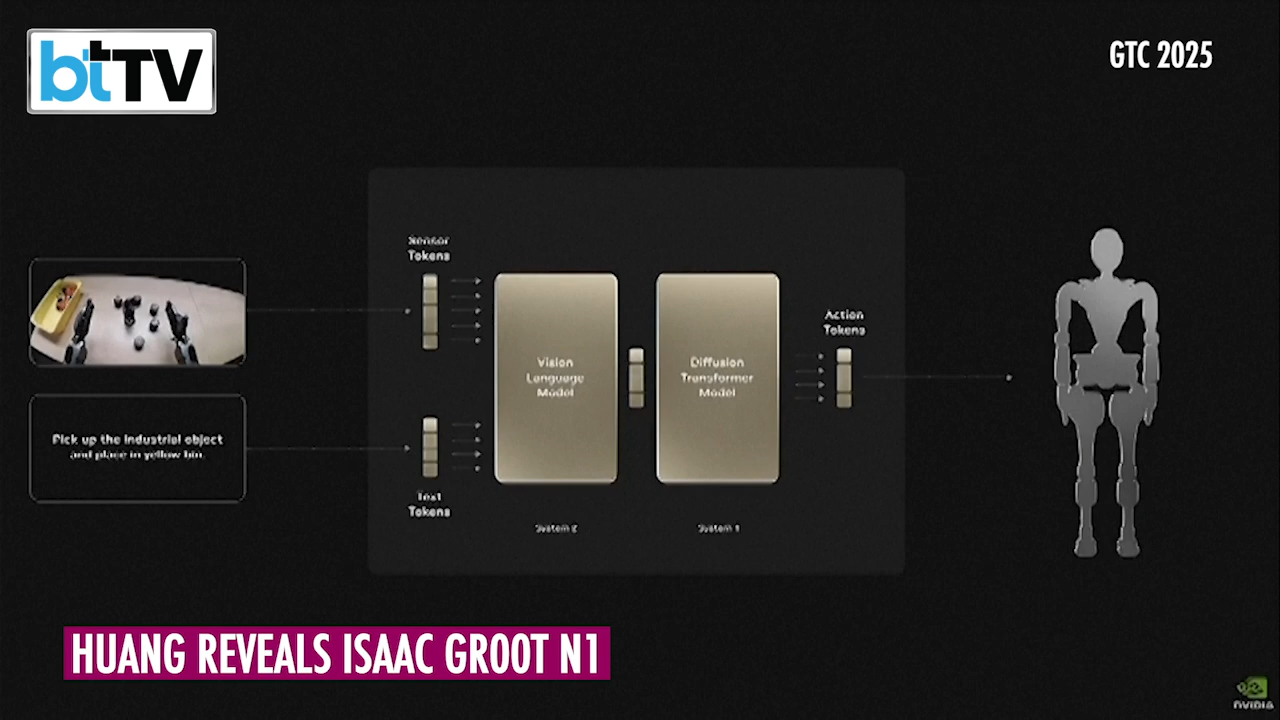 btTV
GTC 2025
Sensor
Tokens
Vision
Language
Model
Diffusion
Transformer
Model
Action
Tokens
Pick up the industrial object
and place in yellow bin.
Text
Tokens
System 2
System 1
HUANG REVEALS ISAAC GR00T N1
NVIDIA